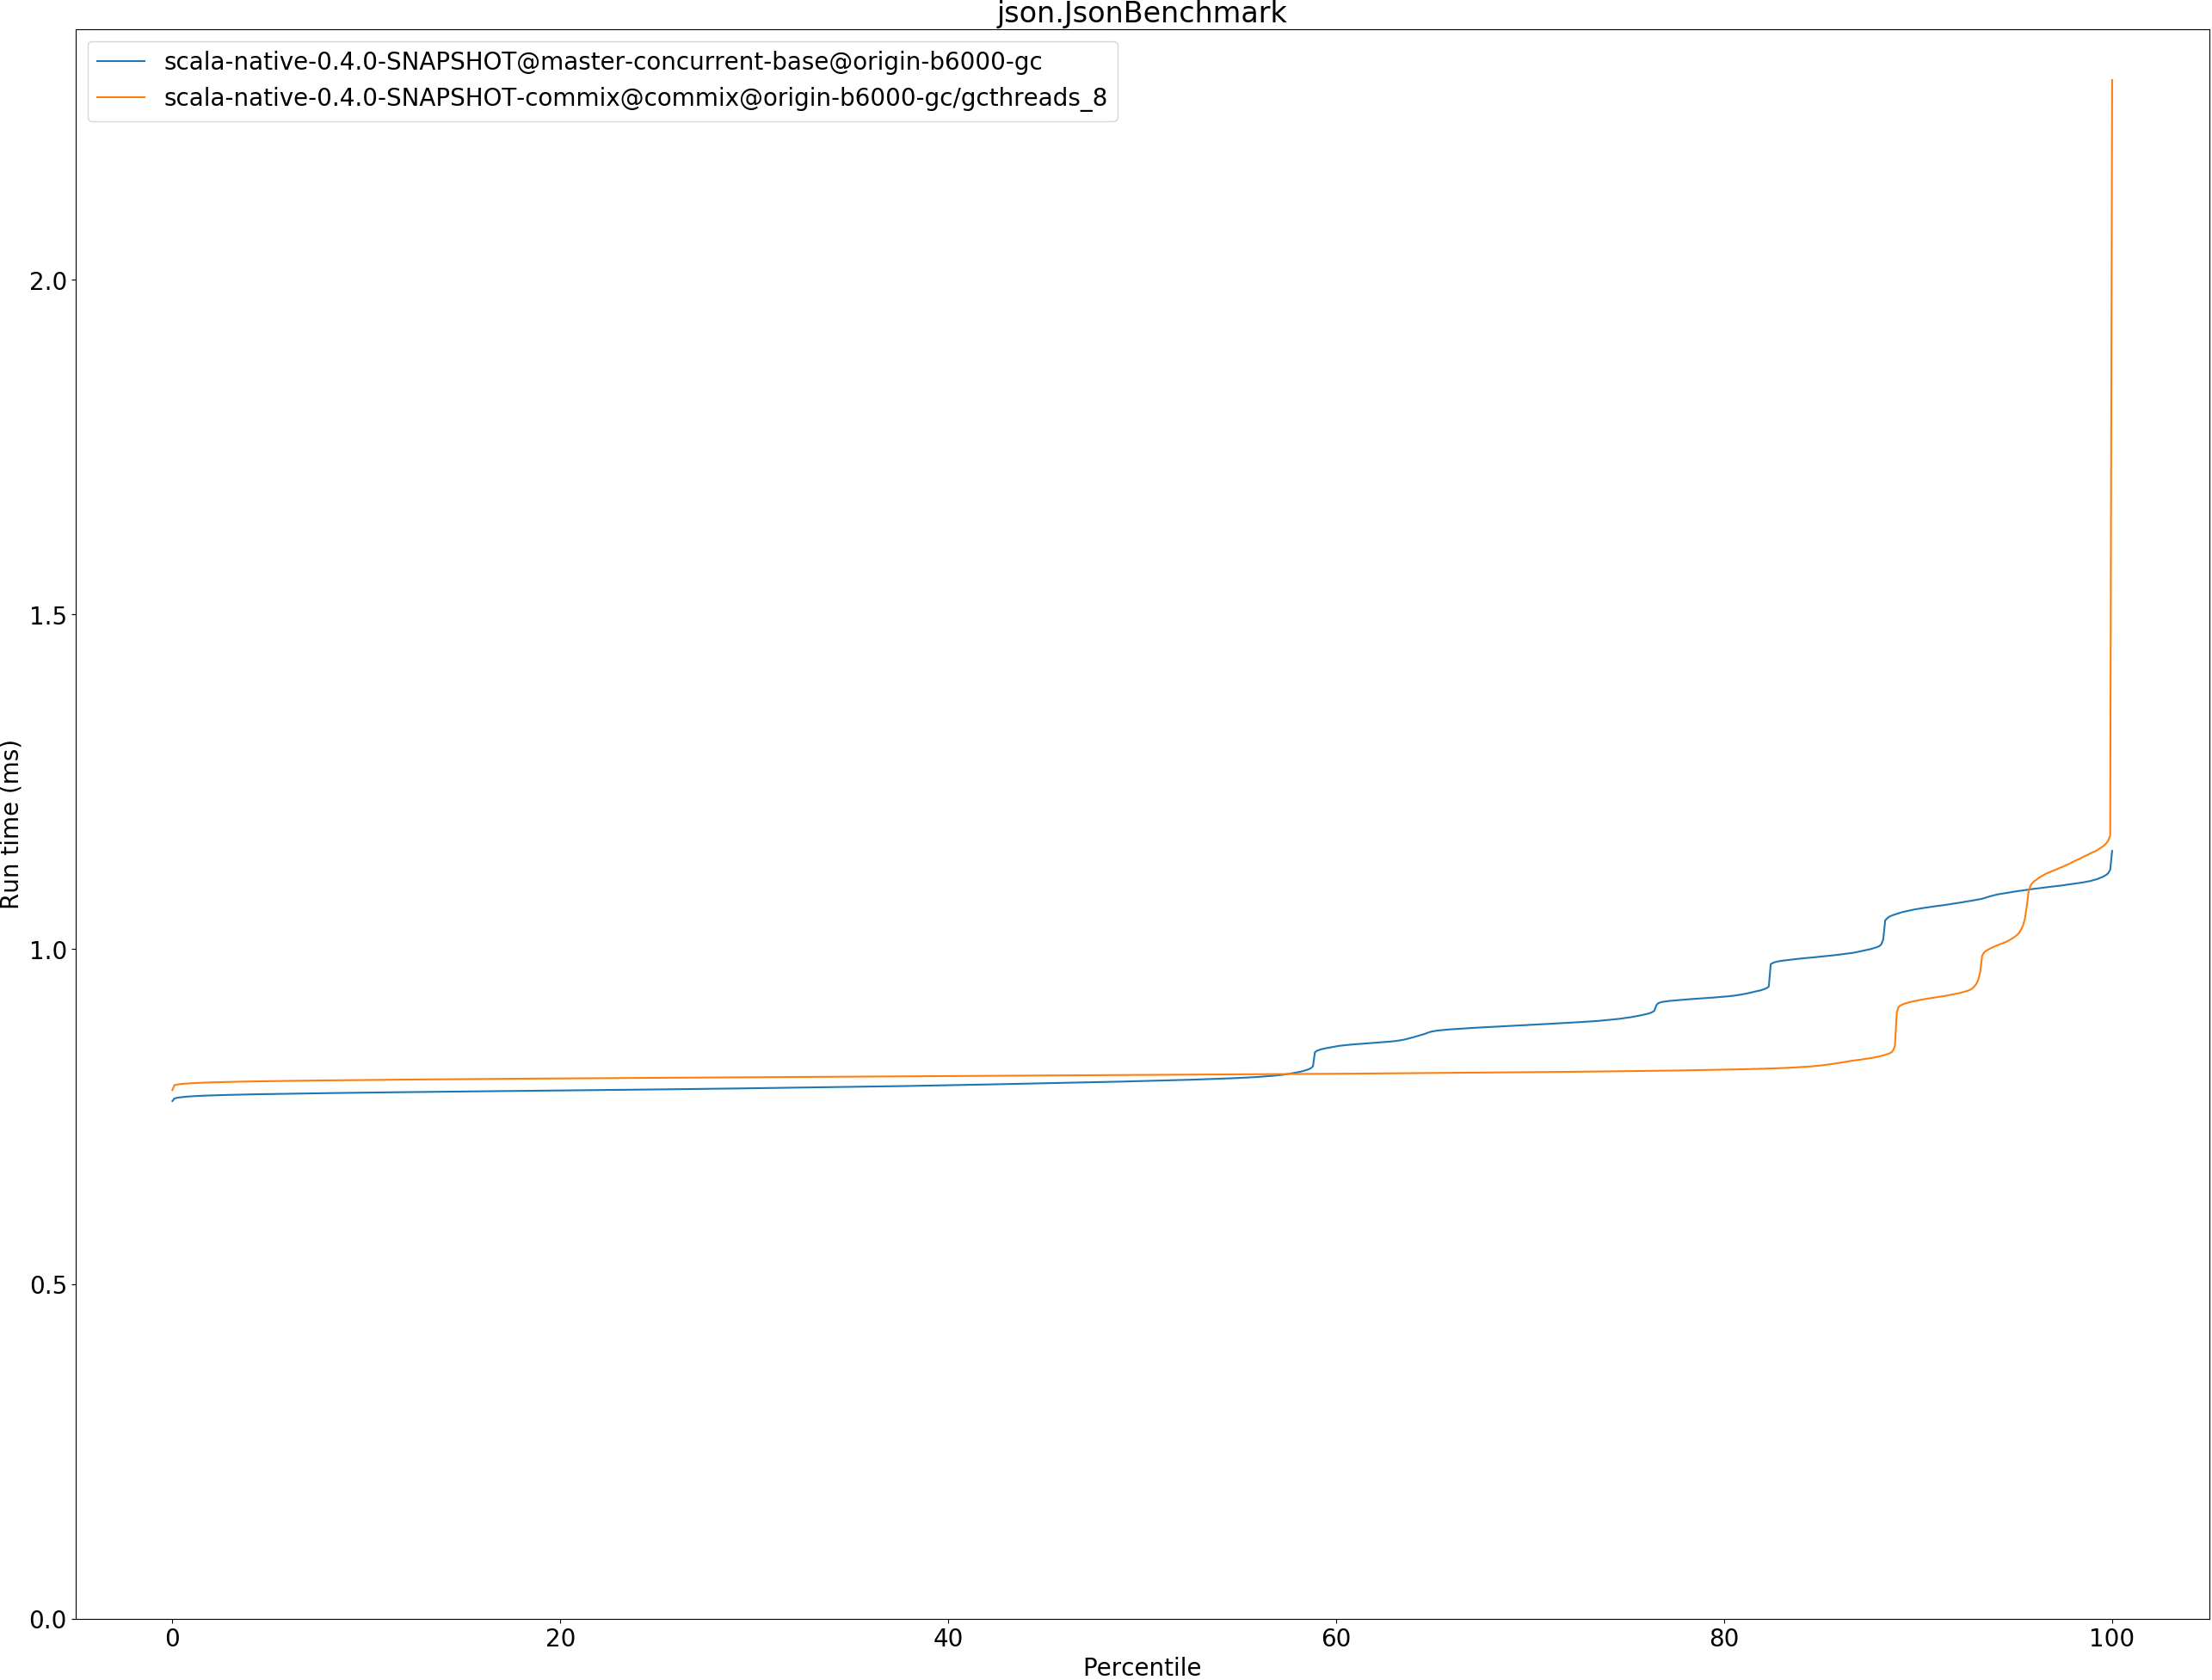 json.JsonBenchmark
scala-native-0.4.0-SNAPSHOT@master-concurrent-base@origin-b6000-gc
scala-native-0.4.0-SNAPSHOT-commix@commix@origin-b6000-gc/gcthreads_8
Run time (ms)
2.0
1.5
1.0
0.5
0.0
0 20 40 60 80 100
Percentile